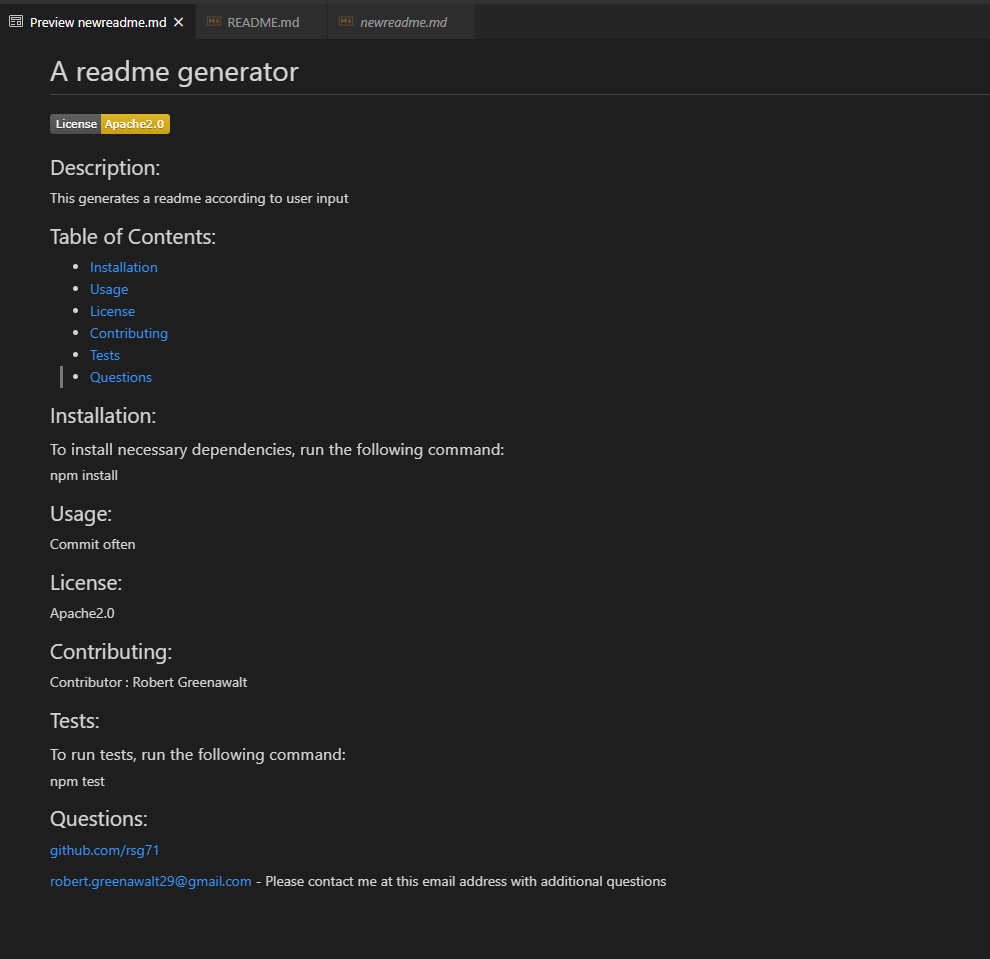 Preview newreadme.md
README.md
newreadme.md
A readme generator
License Apache2.0
Description:
This generates a readme according to user input
Table of Contents:
Installation
Usage
License
Contributing
Tests
Questions
Installation:
To install necessary dependencies, run the following command:
npm install
Usage:
Commit often
License:
Apache2.0
Contributing:
Contributor : Robert Greenawalt
Tests:
To run tests, run the following command:
npm test
Questions:
github.com/rsg71
robert.greenawalt29@gmail.com - Please contact me at this email address with additional questions